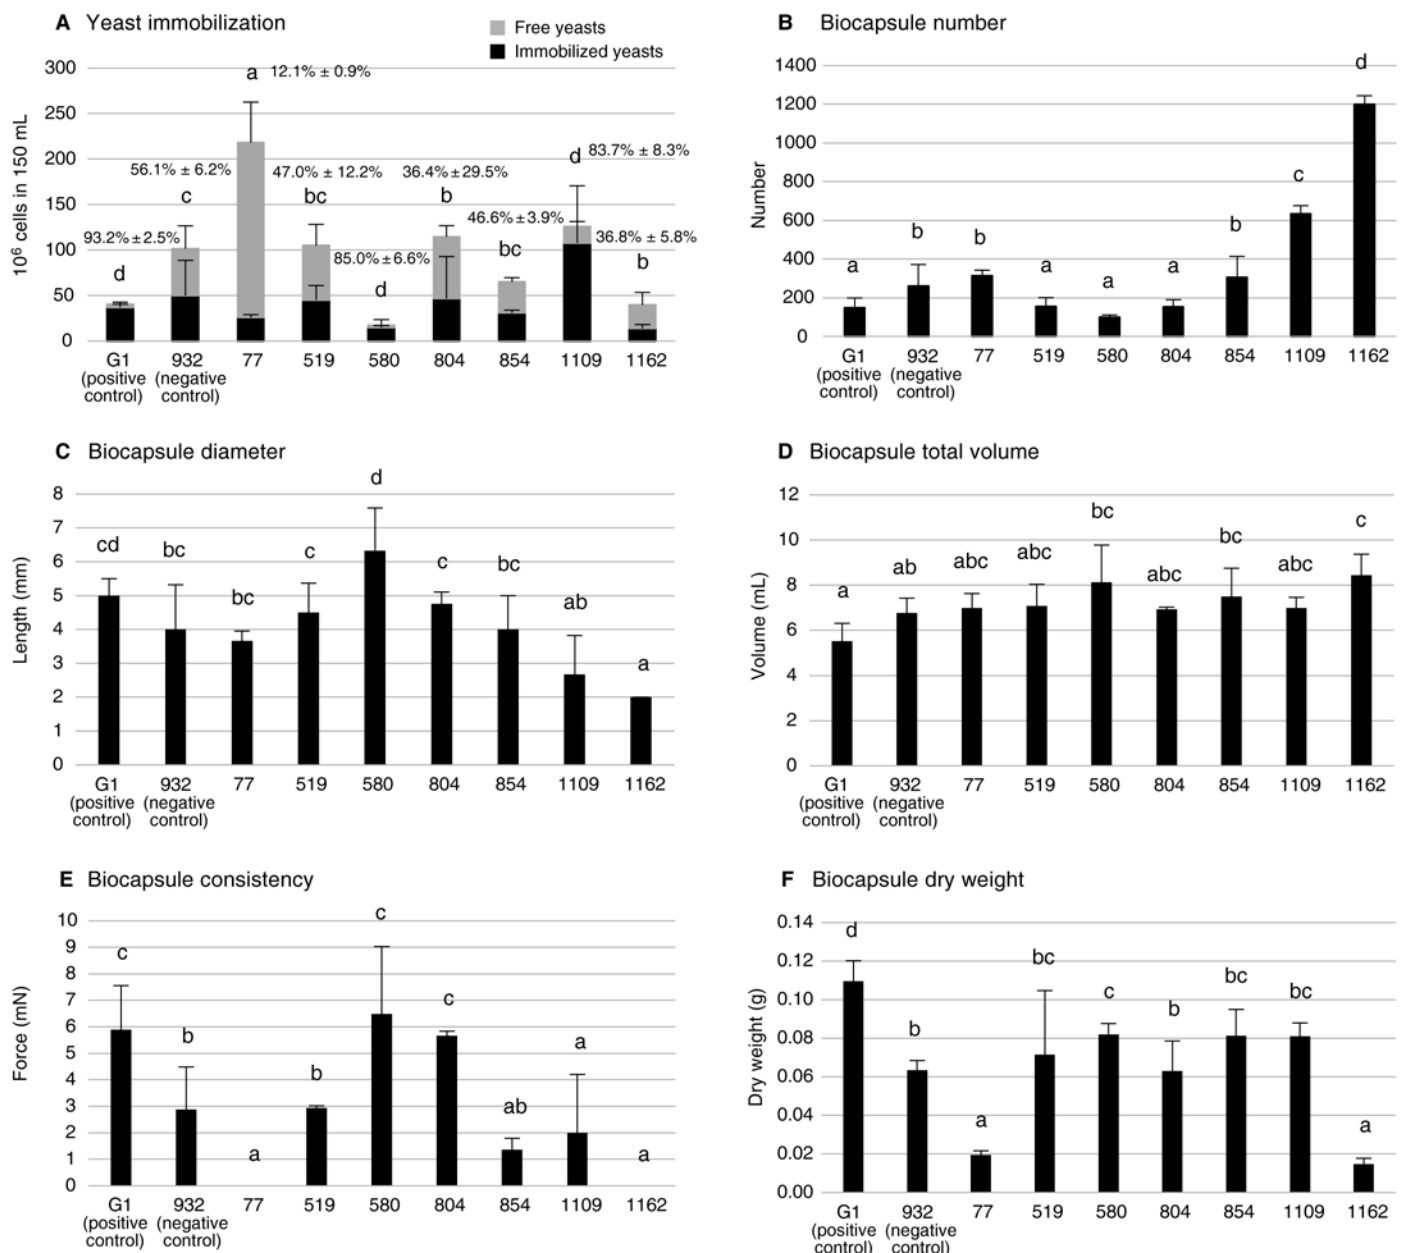 A Yeast immobilization
Free yeasts
Immobilized yeasts
10⁶ cells in 150 mL
300
250
200
150
100
50
0
d
93.2% ± 2.5%
c
56.1% ± 6.2%
a
12.1% ± 0.9%
bc
47.0% ± 12.2%
d
85.0% ± 6.6%
b
36.4% ± 29.5%
bc
46.6% ± 3.9%
d
83.7% ± 8.3%
b
36.8% ± 5.8%
G1 932 77 519 580 804 854 1109 1162
(positive (negative
control) control)
B Biocapsule number
Number
1400
1200
1000
800
600
400
200
0
a b b a a a b c d
G1 932 77 519 580 804 854 1109 1162
(positive (negative
control) control)
C Biocapsule diameter
Length (mm)
8
7
6
5
4
3
2
1
0
cd bc bc c d c bc ab a
G1 932 77 519 580 804 854 1109 1162
(positive (negative
control) control)
D Biocapsule total volume
Volume (mL)
12
10
8
6
4
2
0
a ab abc abc bc abc bc abc c
G1 932 77 519 580 804 854 1109 1162
(positive (negative
control) control)
E Biocapsule consistency
Force (mN)
10
9
8
7
6
5
4
3
2
1
0
c b a b c c ab a a
G1 932 77 519 580 804 854 1109 1162
(positive (negative
control) control)
F Biocapsule dry weight
Dry weight (g)
0.14
0.12
0.10
0.08
0.06
0.04
0.02
0.00
d b a bc c b bc bc a
G1 932 77 519 580 804 854 1109 1162
(positive (negative
control) control)